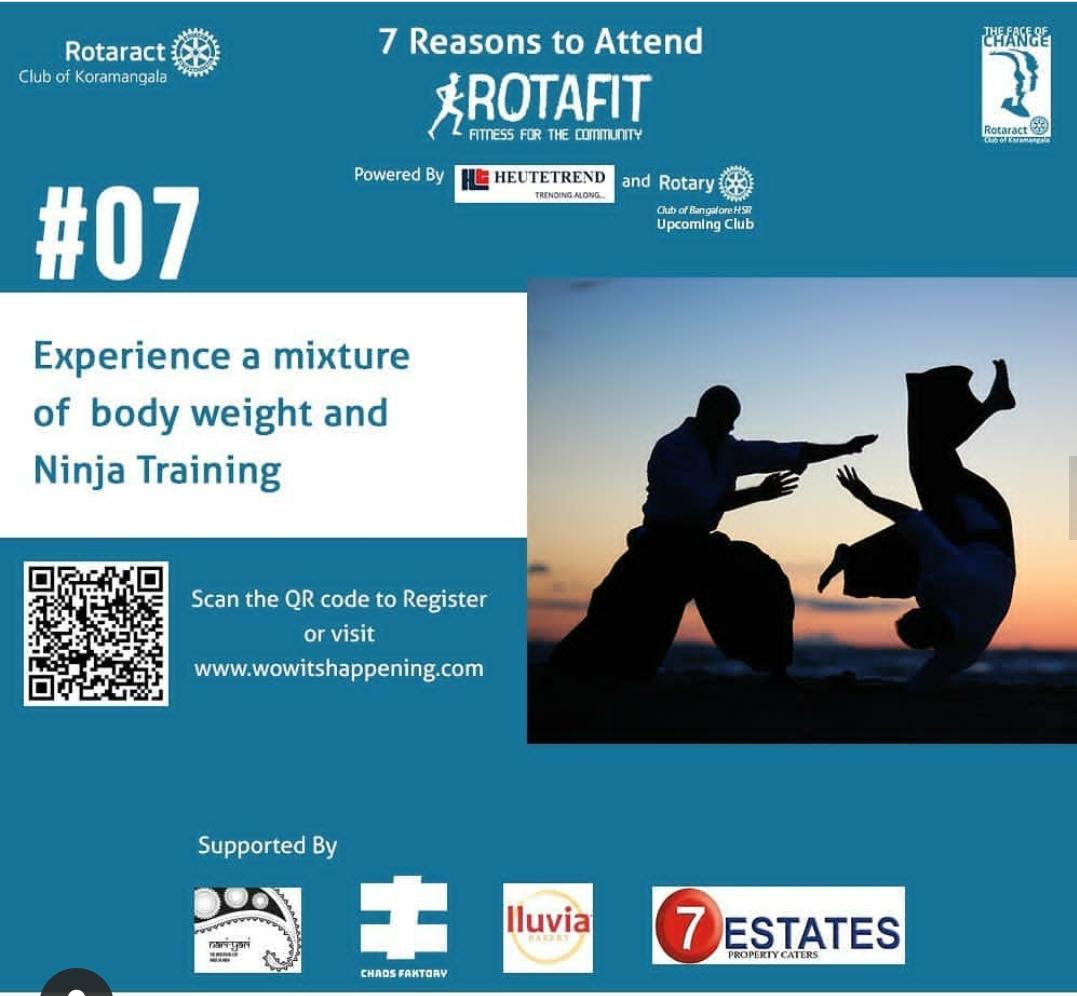 Rotaract
Club of Koramangala
7 Reasons to Attend
ROTAFIT
FITNESS FOR THE COMMUNITY
THE FACE OF
CHANGE
Rotaract
Club of Koramangala
Powered By
HEUTETREND
TRENDING ALONG...
and
Rotary
Club of Bangalore HSR
Upcoming Club
#07
Experience a mixture
of body weight and
Ninja Training
Scan the QR code to Register
or visit
www.wowitshappening.com
Supported By
nari·yari
CHAOS FAKTORY
lluvia
BAKERY
7 ESTATES
PROPERTY CATERS